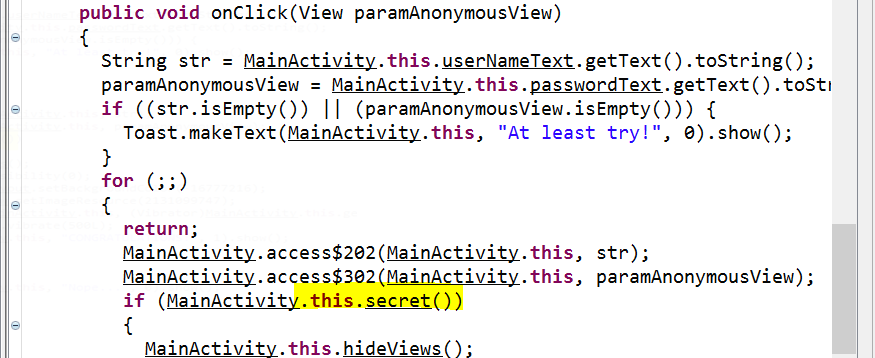 public void onClick(View paramAnonymousView)
{
String str = MainActivity.this.userNameText.getText().toString();
paramAnonymousView = MainActivity.this.passwordText.getText().toStr
if ((str.isEmpty()) || (paramAnonymousView.isEmpty())) {
Toast.makeText(MainActivity.this, "At least try!", 0).show();
}
for (;;)
{
return;
MainActivity.access$202(MainActivity.this, str);
MainActivity.access$302(MainActivity.this, paramAnonymousView);
if (MainActivity.this.secret())
{
MainActivity.this.hideViews();